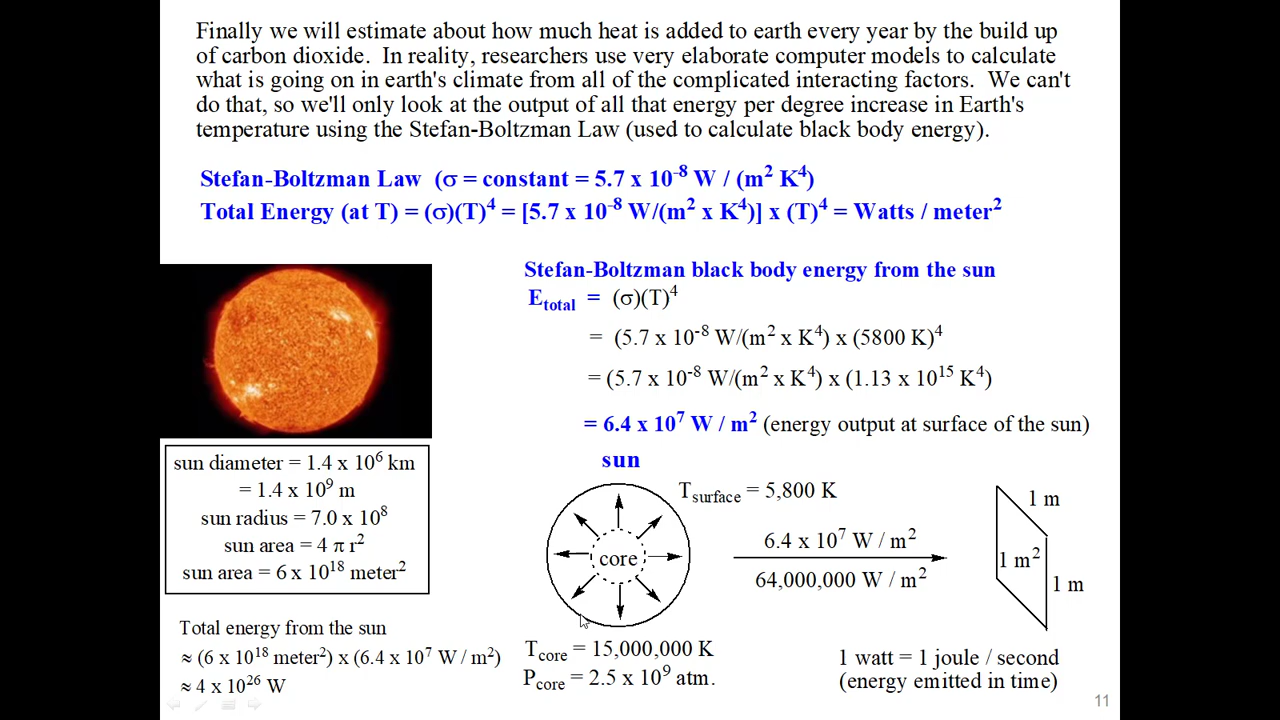 Finally we will estimate about how much heat is added to earth every year by the build up
of carbon dioxide. In reality, researchers use very elaborate computer models to calculate
what is going on in earth's climate from all of the complicated interacting factors. We can't
do that, so we'll only look at the output of all that energy per degree increase in Earth's
temperature using the Stefan-Boltzman Law (used to calculate black body energy).
Stefan-Boltzman Law (σ = constant = 5.7 x 10⁻⁸ W / (m² K⁴)
Total Energy (at T) = (σ)(T)⁴ = [5.7 x 10⁻⁸ W/(m² x K⁴)] x (T)⁴ = Watts / meter²
Stefan-Boltzman black body energy from the sun
E_total = (σ)(T)⁴
= (5.7 x 10⁻⁸ W/(m² x K⁴) x (5800 K)⁴
= (5.7 x 10⁻⁸ W/(m² x K⁴) x (1.13 x 10¹⁵ K⁴)
= 6.4 x 10⁷ W / m² (energy output at surface of the sun)
sun diameter = 1.4 x 10⁶ km
= 1.4 x 10⁹ m
sun radius = 7.0 x 10⁸
sun area = 4 π r²
sun area = 6 x 10¹⁸ meter²
Total energy from the sun
≈ (6 x 10¹⁸ meter²) x (6.4 x 10⁷ W / m²)
≈ 4 x 10²⁶ W
sun
core
T_surface = 5,800 K
6.4 x 10⁷ W / m²
64,000,000 W / m²
1 m
1 m²
1 m
T_core = 15,000,000 K
P_core = 2.5 x 10⁹ atm.
1 watt = 1 joule / second
(energy emitted in time)
11